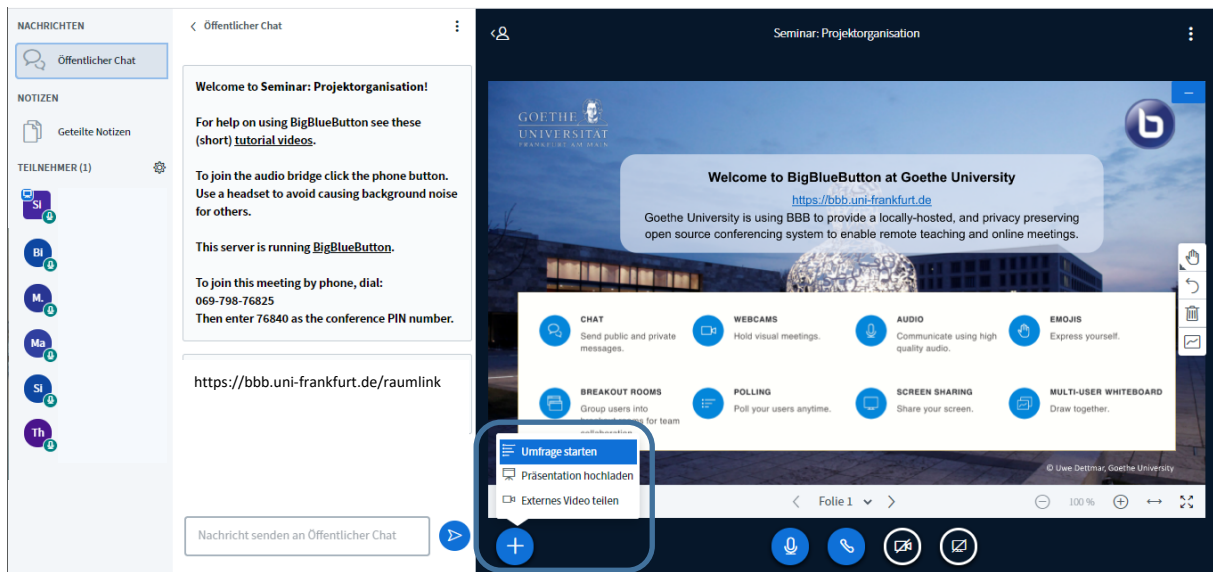 NACHRICHTEN
Öffentlicher Chat
NOTIZEN
Geteilte Notizen
TEILNEHMER (1)
SI
BI
M.
Ma
SI
Th
Öffentlicher Chat
Welcome to Seminar: Projektorganisation!
For help on using BigBlueButton see these
(short) tutorial videos.
To join the audio bridge click the phone button.
Use a headset to avoid causing background noise
for others.
This server is running BigBlueButton.
To join this meeting by phone, dial:
069-798-76825
Then enter 76840 as the conference PIN number.
https://bbb.uni-frankfurt.de/raumlink
Nachricht senden an Öffentlicher Chat
Seminar: Projektorganisation
GOETHE
UNIVERSITÄT
FRANKFURT AM MAIN
b
Welcome to BigBlueButton at Goethe University
https://bbb.uni-frankfurt.de
Goethe University is using BBB to provide a locally-hosted, and privacy preserving
open source conferencing system to enable remote teaching and online meetings.
CHAT
Send public and private
messages.
WEBCAMS
Hold visual meetings.
AUDIO
Communicate using high
quality audio.
EMOJIS
Express yourself.
BREAKOUT ROOMS
Group users into
breakout rooms for team
collaboration
POLLING
Poll your users anytime.
SCREEN SHARING
Share your screen.
MULTI-USER WHITEBOARD
Draw together.
© Uwe Dettmar, Goethe University
Umfrage starten
Präsentation hochladen
Externes Video teilen
Folie 1
100 %